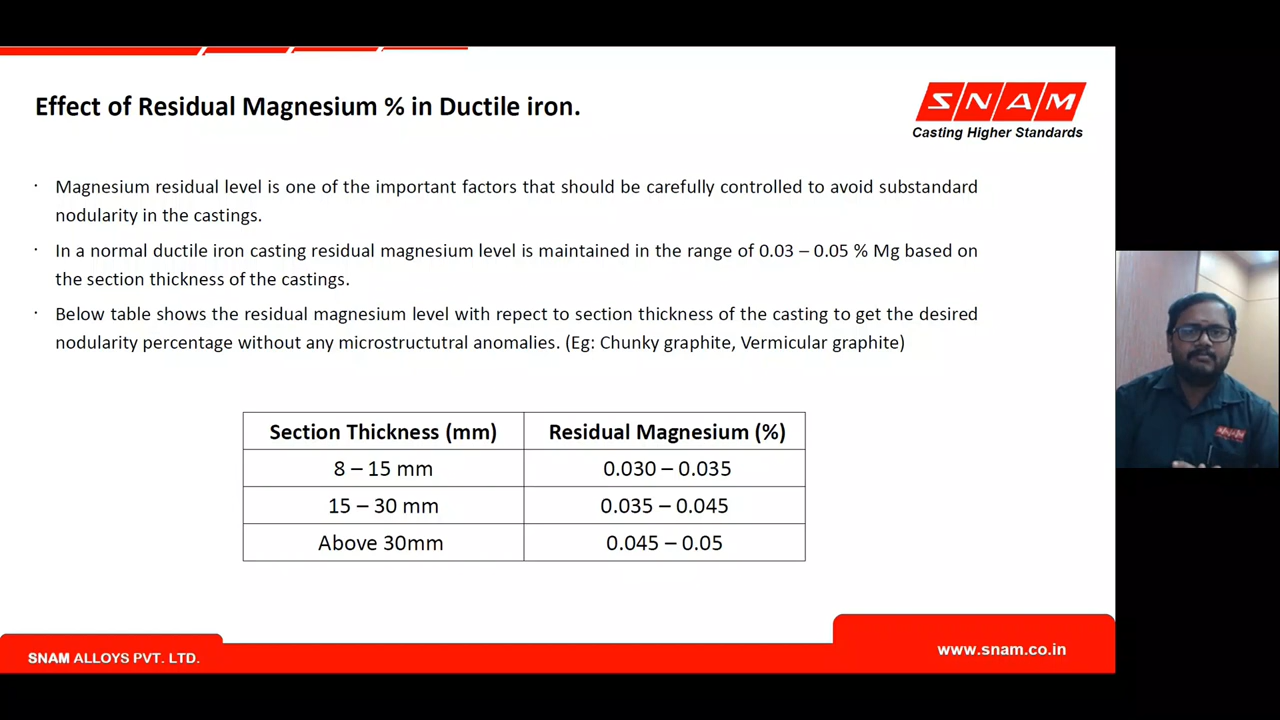 Effect of Residual Magnesium % in Ductile iron.
SNAM
Casting Higher Standards
· Magnesium residual level is one of the important factors that should be carefully controlled to avoid substandard
nodularity in the castings.
· In a normal ductile iron casting residual magnesium level is maintained in the range of 0.03 – 0.05 % Mg based on
the section thickness of the castings.
· Below table shows the residual magnesium level with repect to section thickness of the casting to get the desired
nodularity percentage without any microstructutral anomalies. (Eg: Chunky graphite, Vermicular graphite)
Section Thickness (mm) Residual Magnesium (%)
8 – 15 mm 0.030 – 0.035
15 – 30 mm 0.035 – 0.045
Above 30mm 0.045 – 0.05
SNAM ALLOYS PVT. LTD.
www.snam.co.in
SNAM